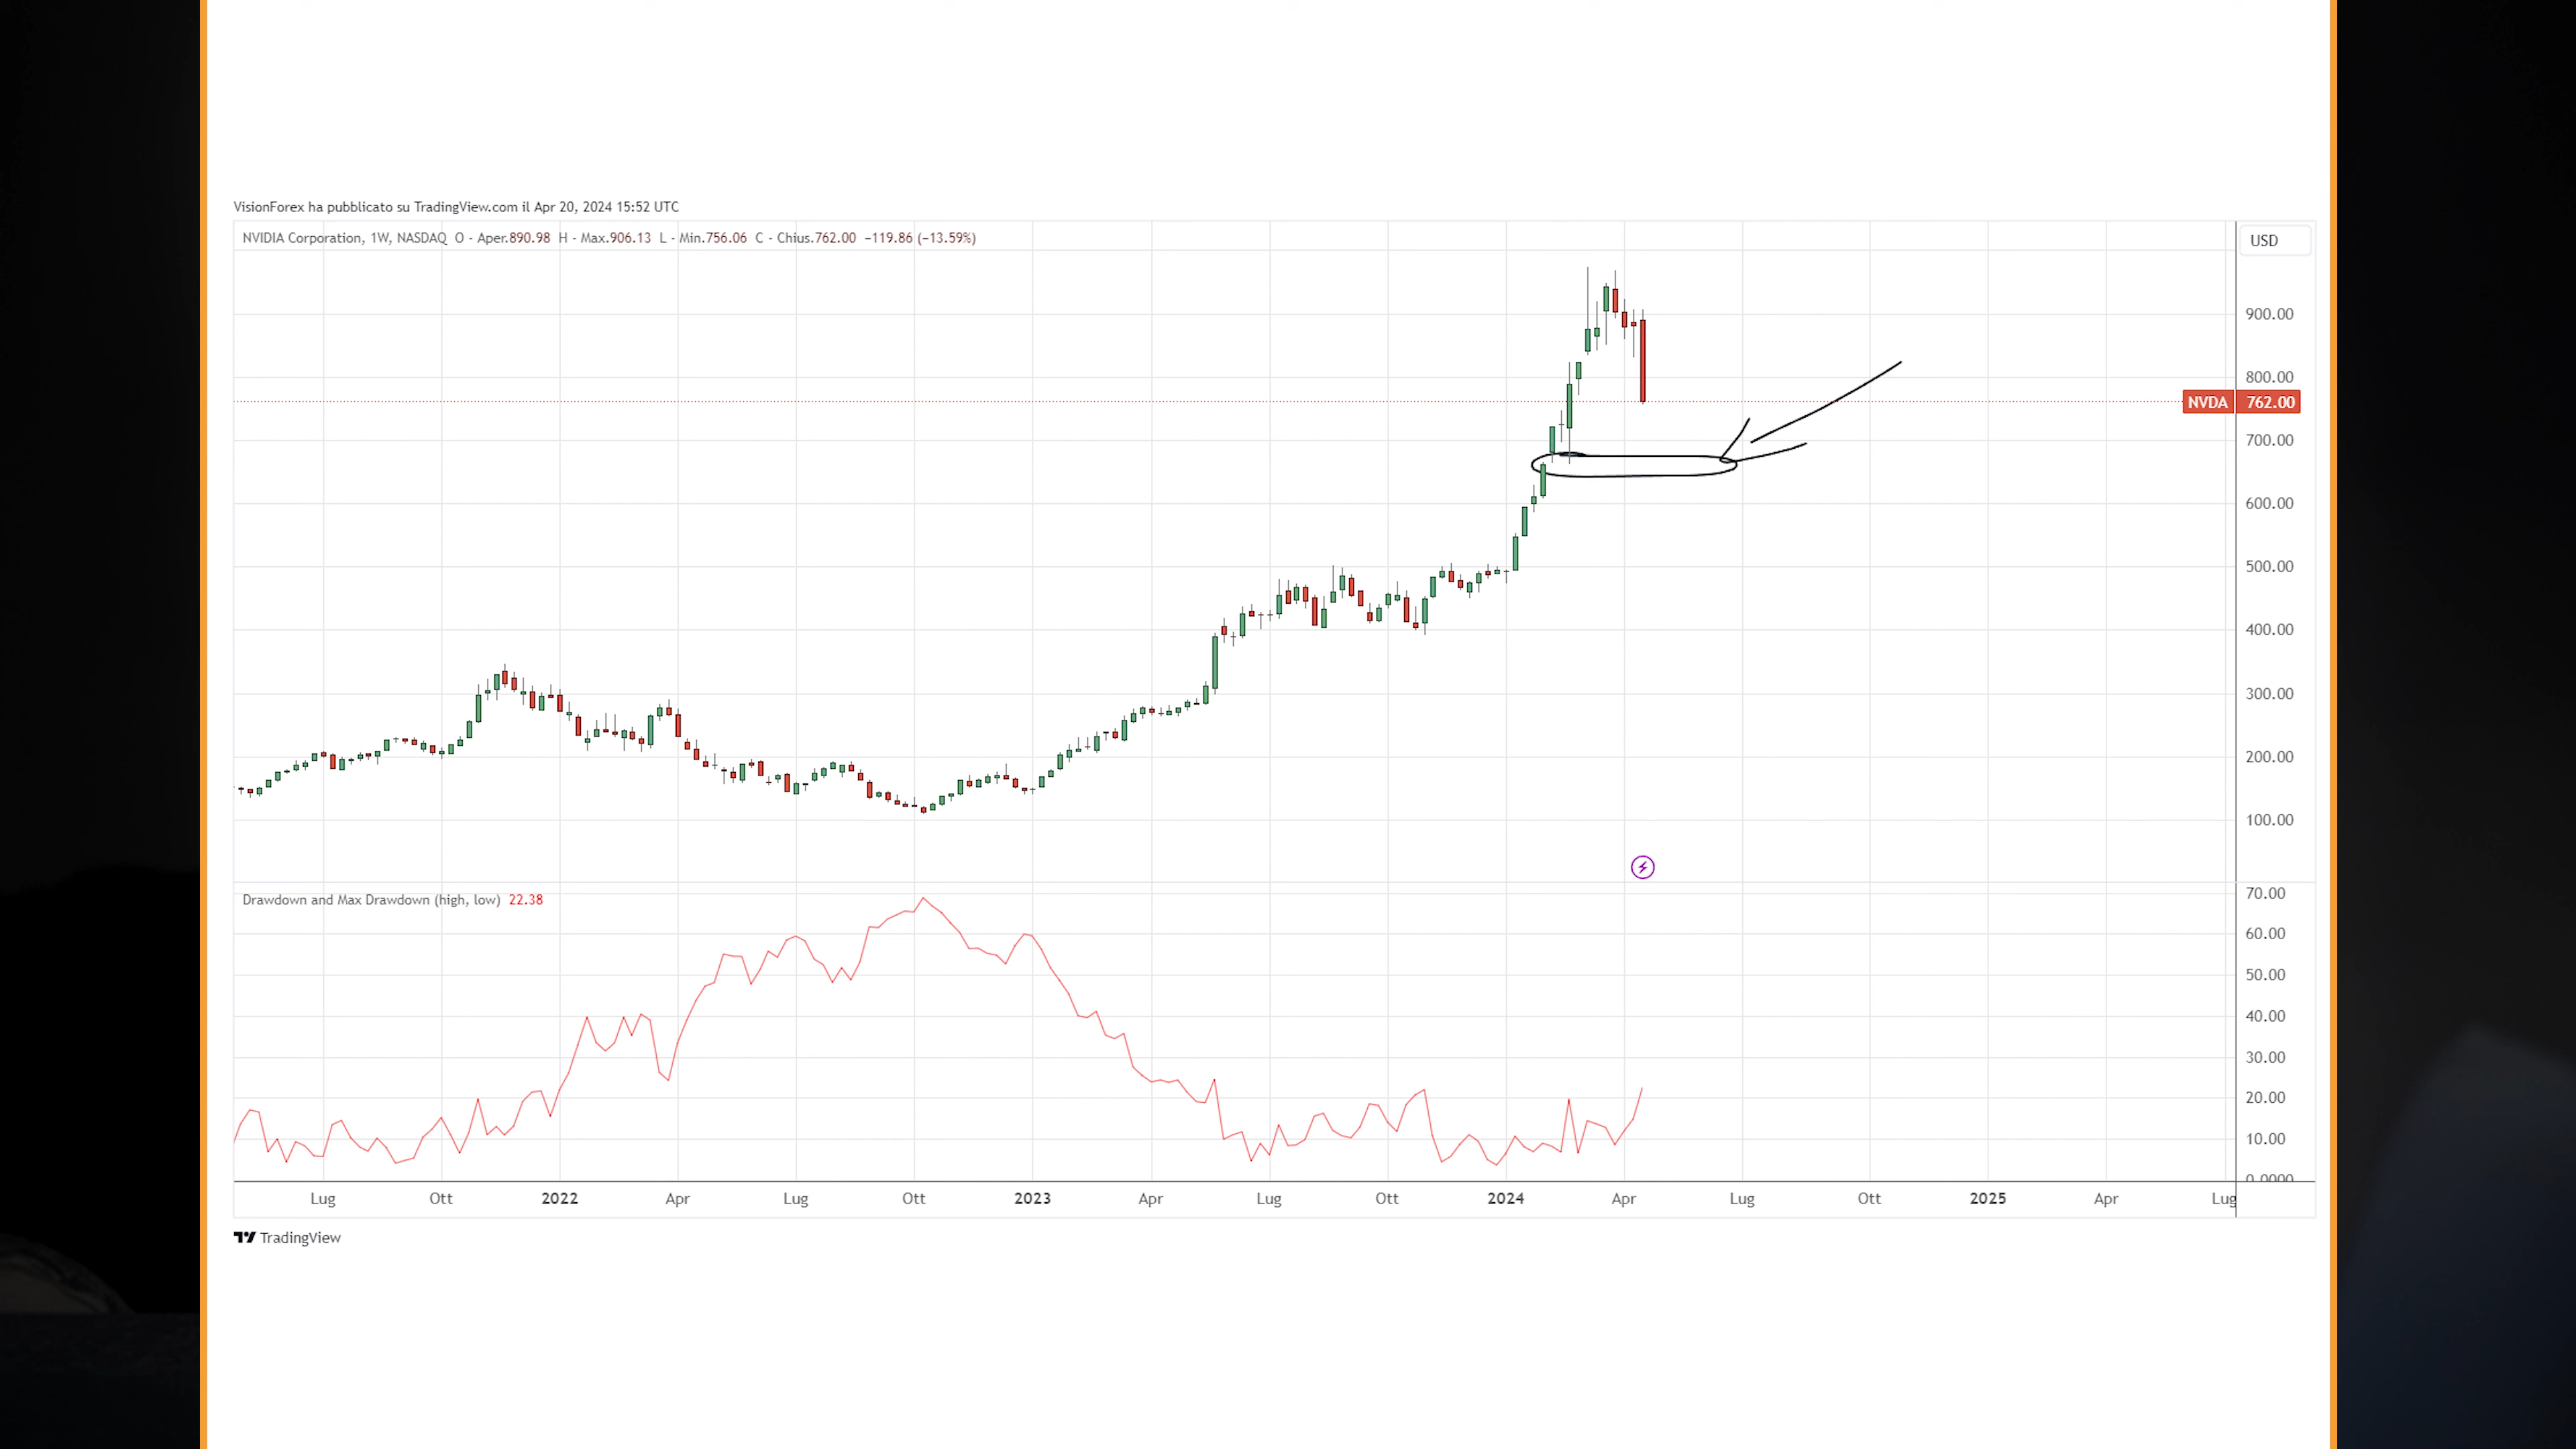 VisionForex ha pubblicato su TradingView.com il Apr 20, 2024 15:52 UTC
NVIDIA Corporation, 1W, NASDAQ O - Aper.890.98 H - Max.906.13 L - Min.756.06 C - Chius.762.00 −119.86 (−13.59%)
USD
900.00
800.00
NVDA 762.00
700.00
600.00
500.00
400.00
300.00
200.00
100.00
Drawdown and Max Drawdown (high, low) 22.38
70.00
60.00
50.00
40.00
30.00
20.00
10.00
0.0000
Lug Ott 2022 Apr Lug Ott 2023 Apr Lug Ott 2024 Apr Lug Ott 2025 Apr Lug
TradingView